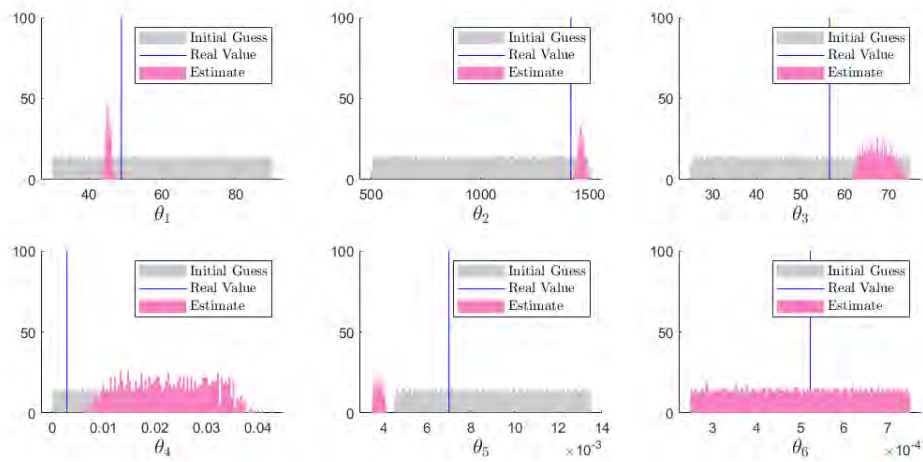 100
Initial Guess
Real Value
Estimate
50
0
40 60 80
θ₁
100
Initial Guess
Real Value
Estimate
50
0
500 1000 1500
θ₂
100
Initial Guess
Real Value
Estimate
50
0
30 40 50 60 70
θ₃
100
Initial Guess
Real Value
Estimate
50
0
0 0.01 0.02 0.03 0.04
θ₄
100
Initial Guess
Real Value
Estimate
50
0
4 6 8 10 12 14
θ₅ ×10⁻³
100
Initial Guess
Real Value
Estimate
50
0
3 4 5 6 7
θ₆ ×10⁻⁴